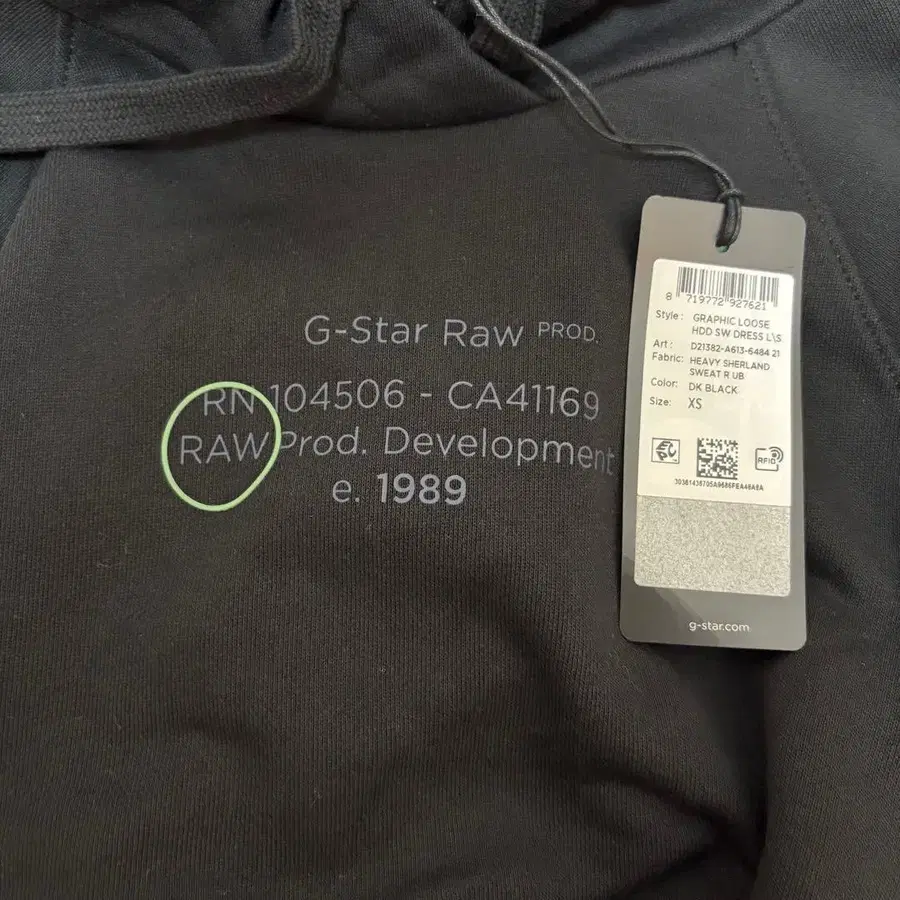 G-Star Raw PROD.
RN 104506 - CA41169
RAW Prod. Development
e. 1989
8 719772 927621
Style: GRAPHIC LOOSE
HDD SW DRESS L\S
Art: D21382-A613-6484 21
Fabric: HEAVY SHERLAND
SWEAT R UB
Color: DK BLACK
Size: XS
RFID
30361436705A9686FEA46A8A
g-star.com